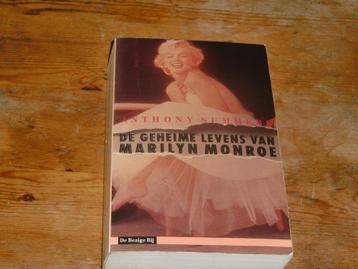 ANTHONY SUMMERS
DE GEHEIME LEVENS VAN
MARILYN MONROE
De Bezige Bij